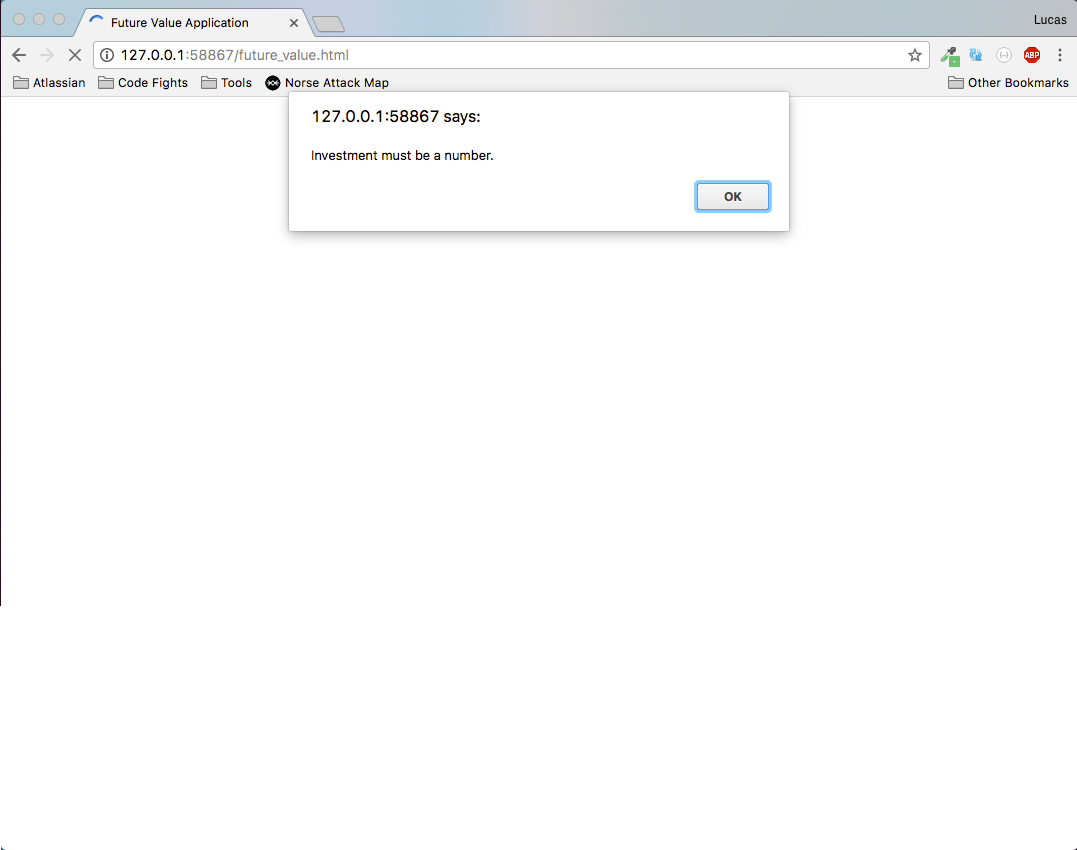 Future Value Application
Lucas
127.0.0.1:58867/future_value.html
ABP
Atlassian
Code Fights
Tools
Norse Attack Map
Other Bookmarks
127.0.0.1:58867 says:
Investment must be a number.
OK